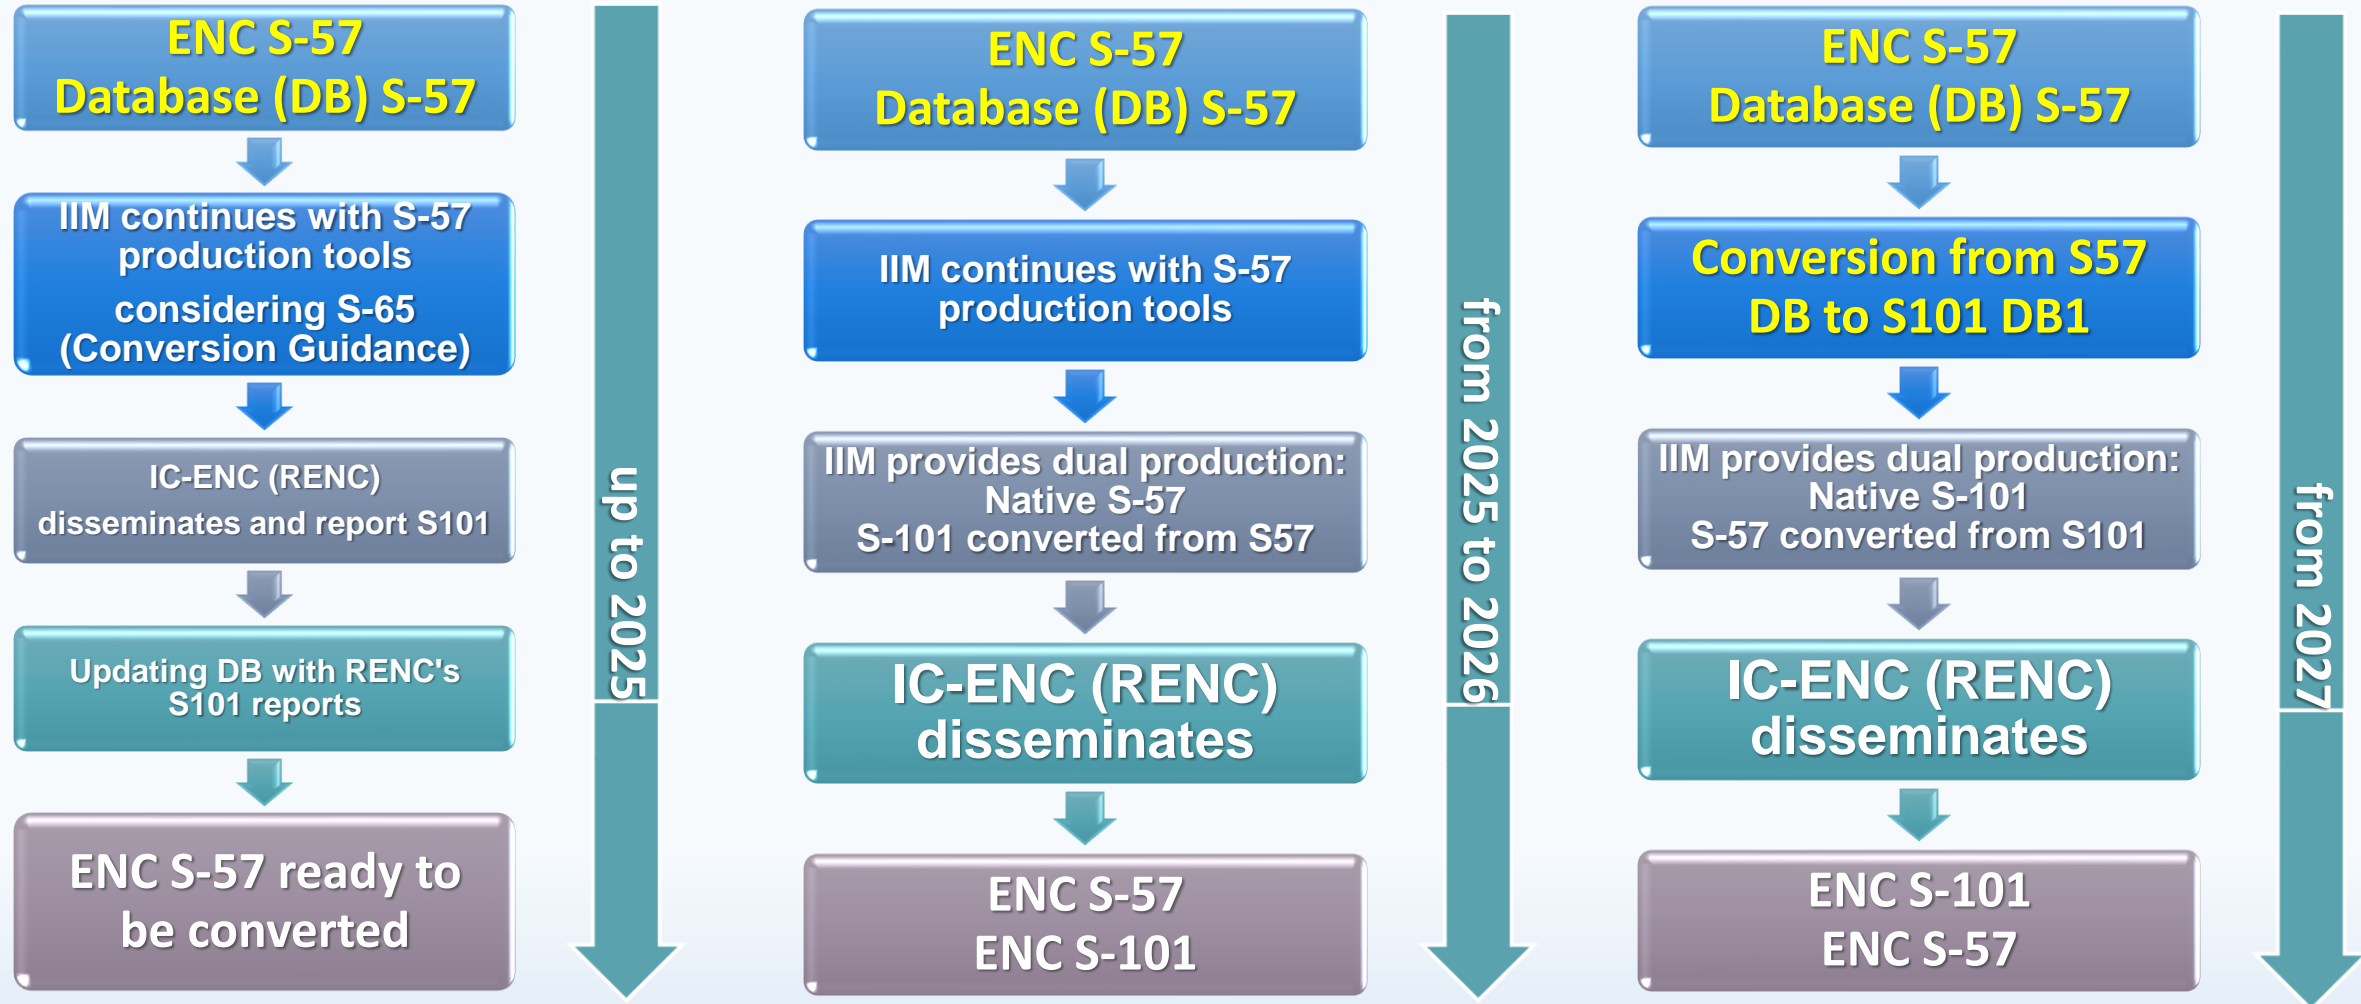 ENC S-57
Database (DB) S-57
IIM continues with S-57
production tools
considering S-65
(Conversion Guidance)
IC-ENC (RENC)
disseminates and report S101
Updating DB with RENC's
S101 reports
ENC S-57 ready to
be converted
up to 2025
ENC S-57
Database (DB) S-57
IIM continues with S-57
production tools
IIM provides dual production:
Native S-57
S-101 converted from S57
IC-ENC (RENC)
disseminates
ENC S-57
ENC S-101
from 2025 to 2026
ENC S-57
Database (DB) S-57
Conversion from S57
DB to S101 DB1
IIM provides dual production:
Native S-101
S-57 converted from S101
IC-ENC (RENC)
disseminates
ENC S-101
ENC S-57
from 2027